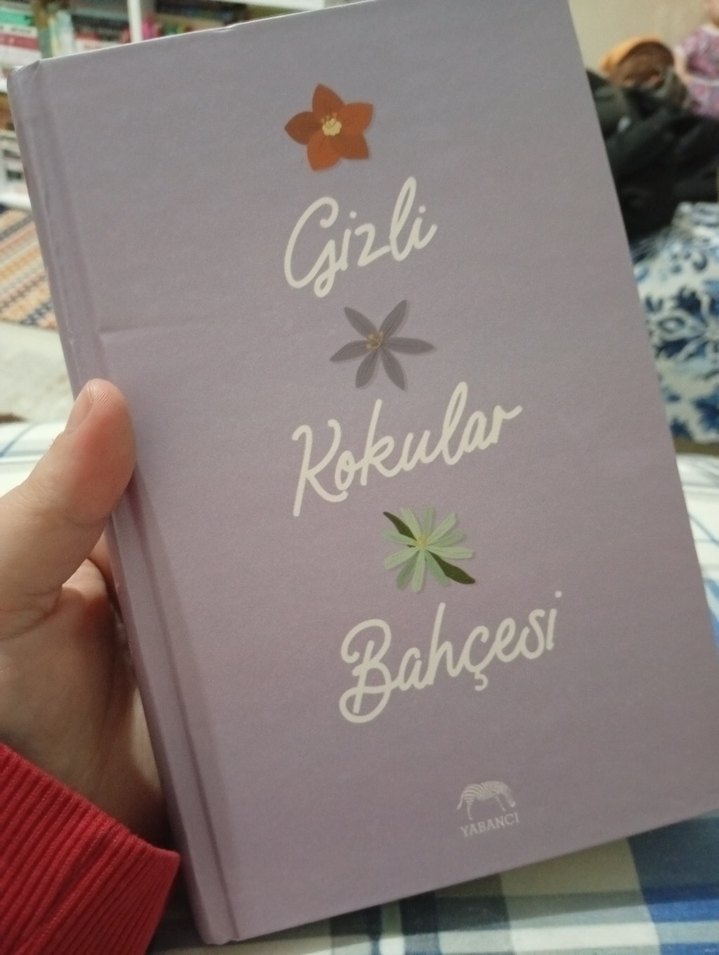 Gizli
Kokular
Bahçesi
YABANCI